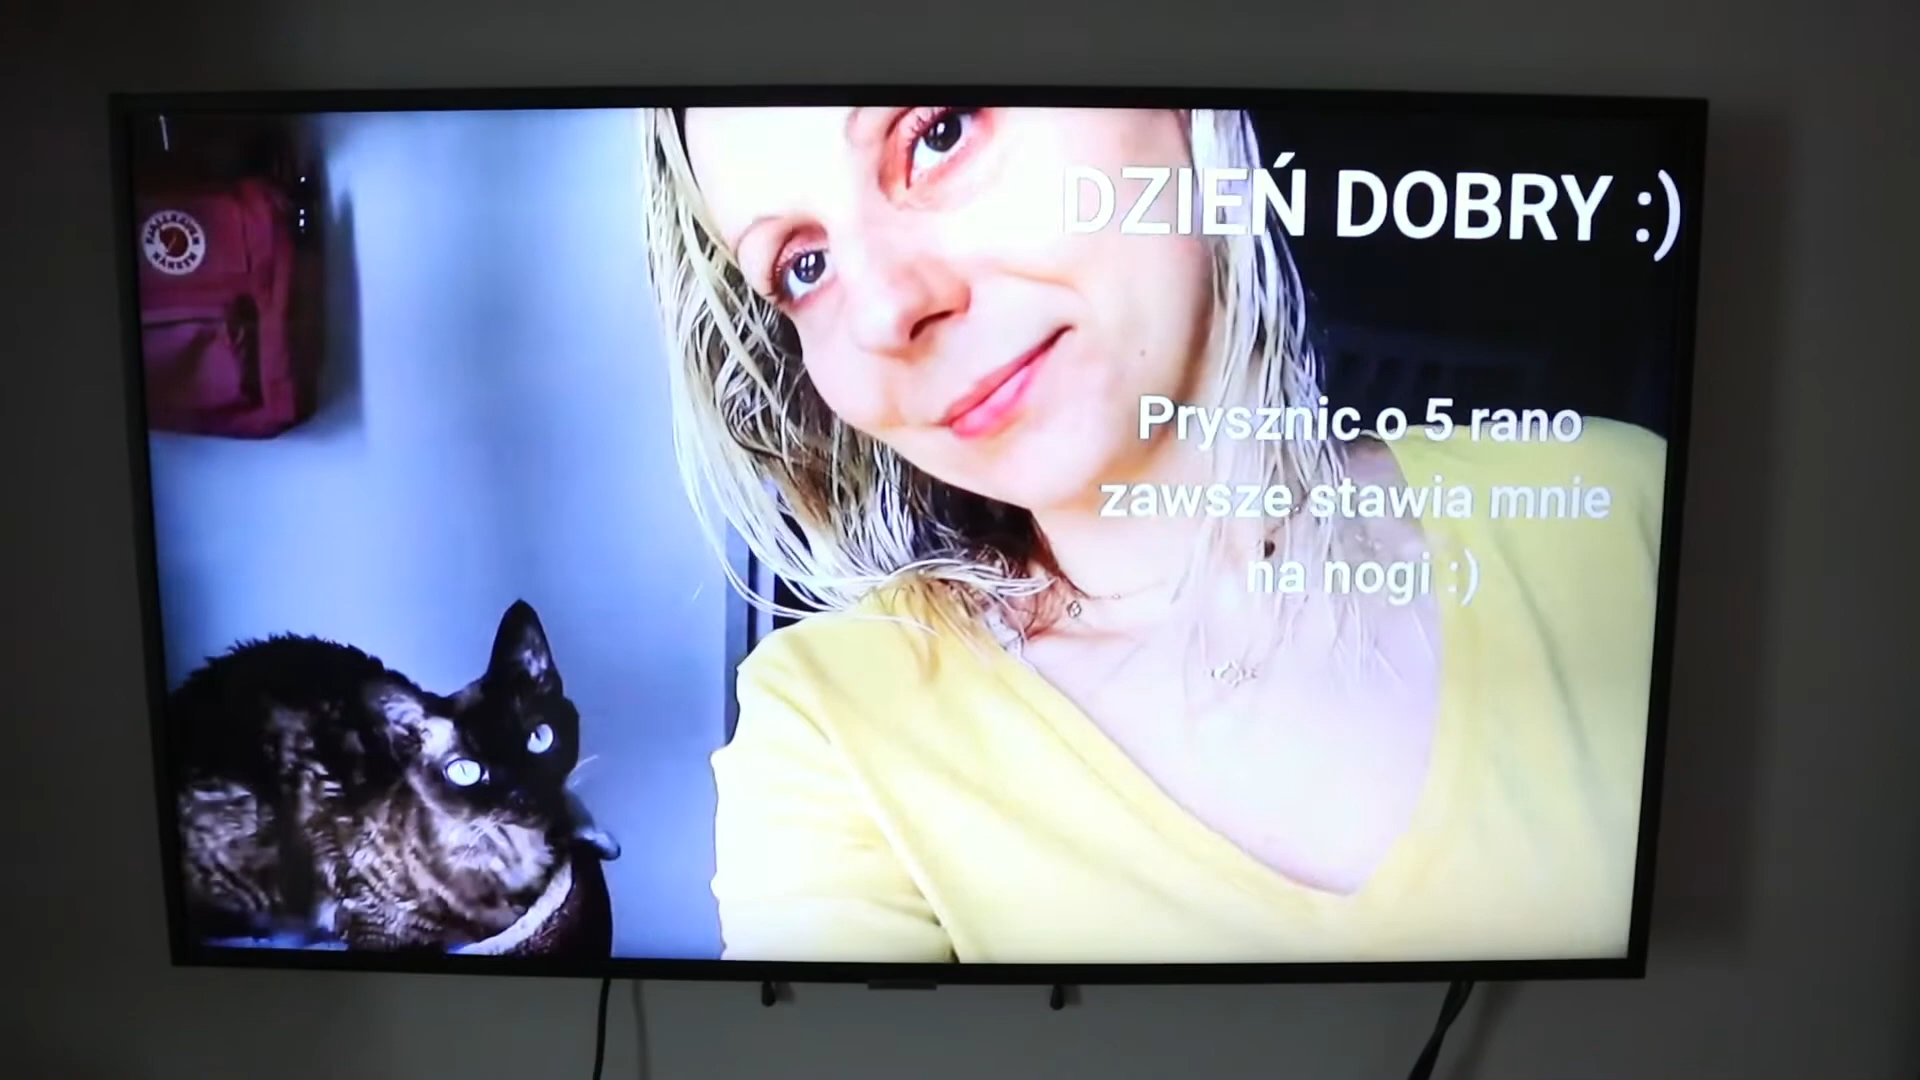 DZIEŃ DOBRY :)
Prysznic o 5 rano
zawsze stawia mnie
na nogi :)